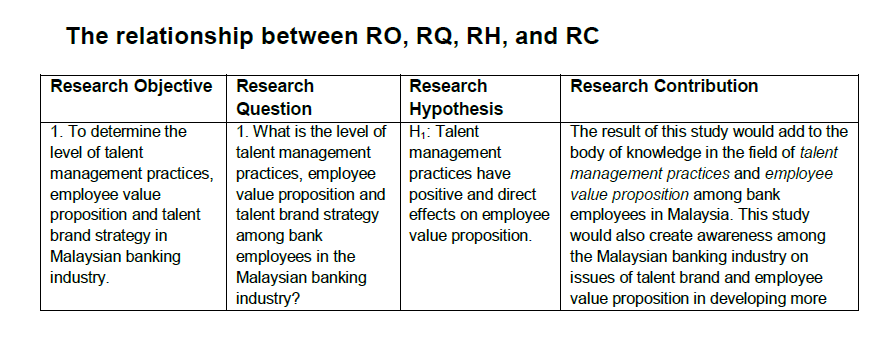 The relationship between RO, RQ, RH, and RC
Research Objective
1. To determine the
level of talent
management practices,
employee value
proposition and talent
brand strategy in
Malaysian banking
industry.
Research
Question
1. What is the level of
talent management
practices, employee
value proposition and
talent brand strategy
among bank
employees in the
Malaysian banking
industry?
Research
Hypothesis
H₁: Talent
management
practices have
positive and direct
effects on employee
value proposition.
Research Contribution
The result of this study would add to the
body of knowledge in the field of talent
management practices and employee
value proposition among bank
employees in Malaysia. This study
would also create awareness among
the Malaysian banking industry on
issues of talent brand and employee
value proposition in developing more